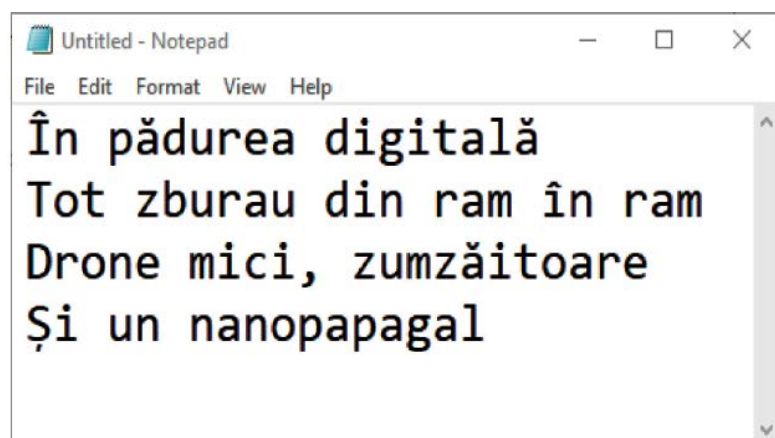 Untitled - Notepad
File Edit Format View Help
În pădurea digitală
Tot zburau din ram în ram
Drone mici, zumzăitoare
Și un nanopapagal